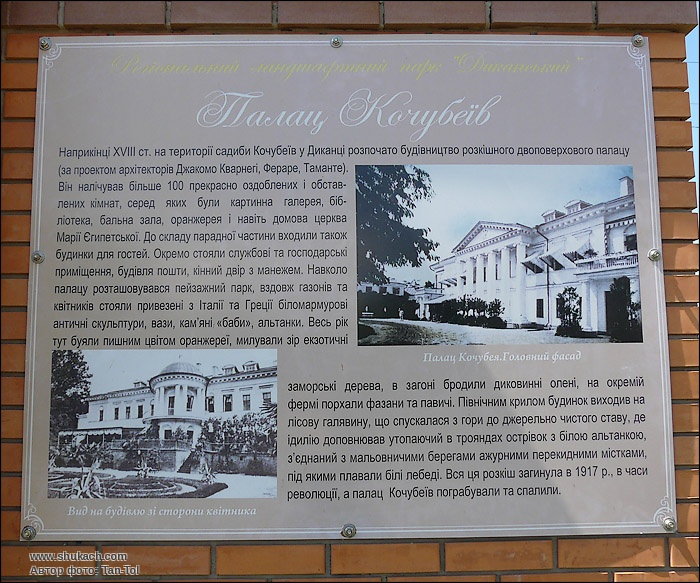 Регіональний ландшафтний парк "Диканський"
Палац Кочубеїв
Наприкінці XVIII ст. на території садиби Кочубеїв у Диканці розпочато будівництво розкішного двоповерхового палацу
(за проектом архітекторів Джакомо Кварнегі, Фераре, Таманте).
Він налічував більше 100 прекрасно оздоблених і обстав-
лених кімнат, серед яких були картинна галерея, біб-
ліотека, бальна зала, оранжерея і навіть домова церква
Марії Єгипетської. До складу парадної частини входили також
будинки для гостей. Окремо стояли службові та господарські
приміщення, будівля пошти, кінний двір з манежем. Навколо
палацу розташовувався пейзажний парк, вздовж газонів та
квітників стояли привезені з Італії та Греції біломармурові
античні скульптури, вази, кам'яні «баби», альтанки. Весь рік
тут буяли пишним цвітом оранжереї, милували зір екзотичні
Палац Кочубея.Головний фасад
заморські дерева, в загоні бродили диковинні олені, на окремій
фермі порхали фазани та павичі. Північним крилом будинок виходив на
лісову галявину, що спускалася з гори до джерельно чистого ставу, де
ідилію доповнював утопаючий в трояндах острівок з білою альтанкою,
з'єднаний з мальовничими берегами ажурними перекидними містками,
під якими плавали білі лебеді. Вся ця розкіш загинула в 1917 р., в часи
революції, а палац Кочубеїв пограбували та спалили.
Вид на будівлю зі сторони квітника
www.shukach.com
Автор фото: Tan-Tol